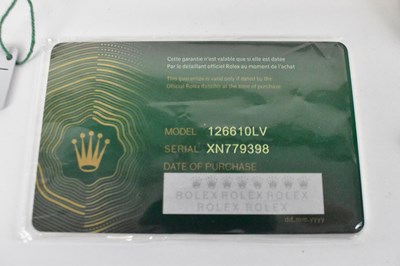 Cette garantie n'est valable que si elle est datée
Par le détaillant officiel Rolex au moment de l'achat
This guarantee is valid only if dated by the
Official Rolex Retailer at the time of purchase
MODEL 126610LV
SERIAL XN779398
DATE OF PURCHASE
ROLEX ROLEX ROLEX
ROLEX ROLEX